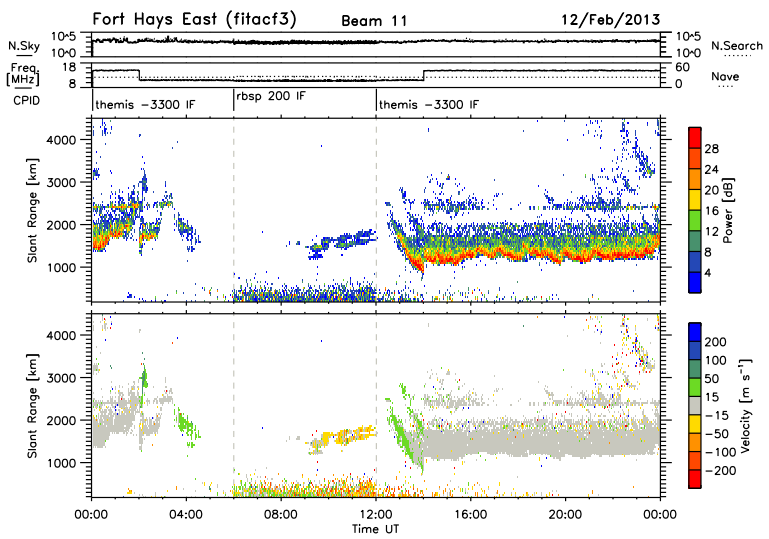 Fort Hays East (fitacf3) Beam 11 12/Feb/2013
N.Sky 10^5 10^0 10^5 10^0 N.Search
Freq. [MHz] 18 8 60 0 Nave
CPID themis -3300 IF rbsp 200 IF themis -3300 IF
Slant Range [km]
4000
3000
2000
1000
28
24
20
16
12
8
4
Power [dB]
Slant Range [km]
4000
3000
2000
1000
200
100
50
15
-15
-50
-100
-200
Velocity [m s⁻¹]
00:00 04:00 08:00 12:00 16:00 20:00 00:00
Time UT